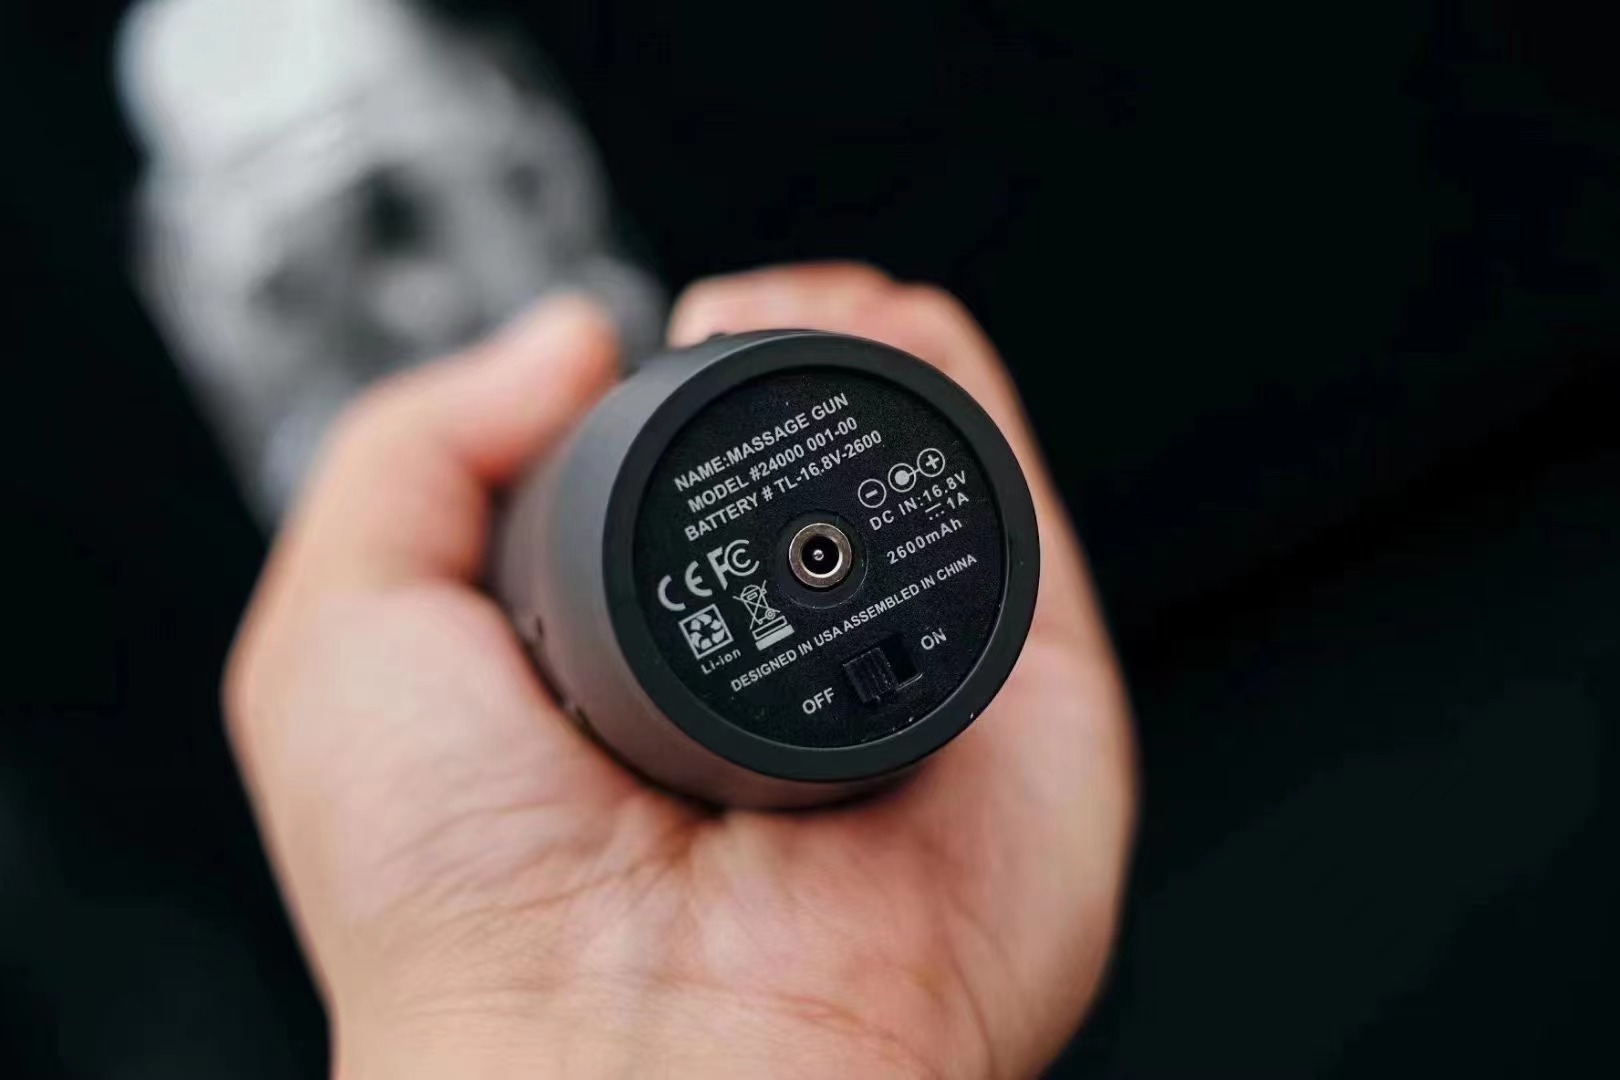 NAME:MASSAGE GUN
MODEL #24000 001-00
BATTERY # TL-16.8V-2600
DC IN:16.8V
1A
2600mAh
CE FC
Li-ion
DESIGNED IN USA ASSEMBLED IN CHINA
OFF ON